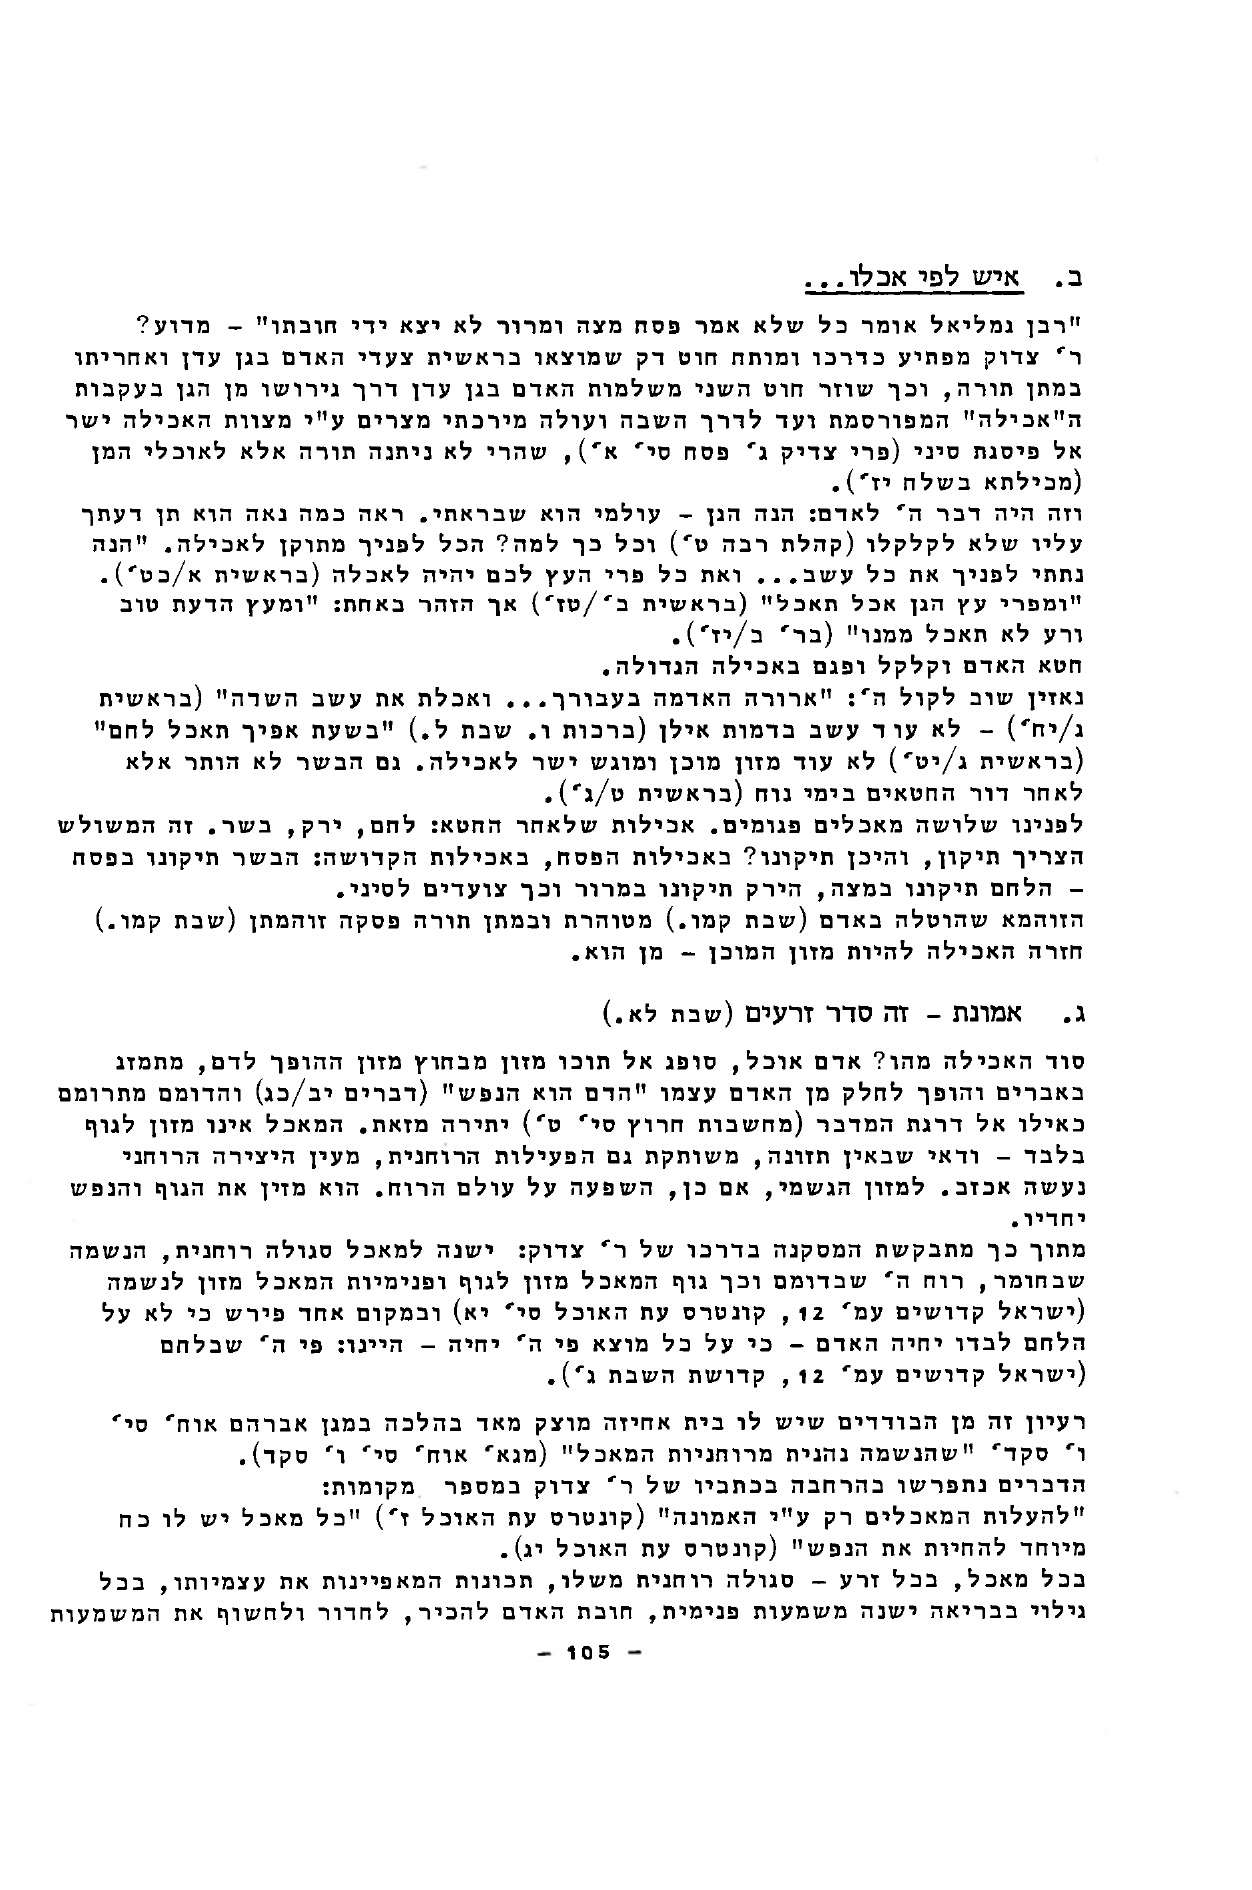 ב. איש לפי אכלו...
"רבן גמליאל אומר כל שלא אמר פסח מצה ומרור לא יצא ידי חובתו" - מדוע?
ר' צדוק מפתיע כדרכו ומותח חוט דק שמוצאו בראשית צעדי האדם בגן עדן ואחריתו
במתן תורה, וכך שוזר חוט השני משלמות האדם בגן עדן דרך גירושו מן הגן בעקבות
ה"אכילה" המפורסמת ועד לדרך השבה ועולה מירכתי מצרים ע"י מצוות האכילה ישר
אל פיסגת סיני (פרי צדיק ג' פסח סי' א'), שהרי לא ניתנה תורה אלא לאוכלי המן
(מכילתא בשלח יז').
וזה היה דבר ה' לאדם: הנה הגן - עולמי הוא שבראתי. ראה כמה נאה הוא תן דעתך
עליו שלא לקלקלו (קהלת רבה ט') וכל כך למה? הכל לפניך מתוקן לאכילה. "הנה
נתתי לפניך את כל עשב... ואת כל פרי העץ לכם יהיה לאכלה (בראשית א/כט').
"ומפרי עץ הגן אכל תאכל" (בראשית ב'/טז') אך הזהר באחת: "ומעץ הדעת טוב
ורע לא תאכל ממנו" (בר' ב/יז').
חטא האדם וקלקל ופגם באכילה הגדולה.
נאזין שוב לקול ה': "ארורה האדמה בעבורך... ואכלת את עשב השדה" (בראשית
ג/יח') - לא עוד עשב בדמות אילן (ברכות ו. שבת ל.) "בשעת אפיך תאכל לחם"
(בראשית ג/יט') לא עוד מזון מוכן ומוגש ישר לאכילה. גם הבשר לא הותר אלא
לאחר דור החטאים בימי נוח (בראשית ט/ג').
לפנינו שלושה מאכלים פגומים. אכילות שלאחר החטא: לחם, ירק, בשר. זה המשולש
הצריך תיקון, והיכן תיקונו? באכילות הפסח, באכילות הקדושה: הבשר תיקונו בפסח
- הלחם תיקונו במצה, הירק תיקונו במרור וכך צועדים לסיני.
הזוהמא שהוטלה באדם (שבת קמו.) מטוהרת ובמתן תורה פסקה זוהמתן (שבת קמו.)
חזרה האכילה להיות מזון המוכן - מן הוא.
ג. אמונת - זה סדר זרעים (שבת לא.)
סוד האכילה מהו? אדם אוכל, סופג אל תוכו מזון מבחוץ מזון ההופך לדם, מתמזג
באברים והופך לחלק מן האדם עצמו "הדם הוא הנפש" (דברים יב/כג) והדומם מתרומם
כאילו אל דרגת המדבר (מחשבות חרוץ סי' ט') יתירה מזאת. המאכל אינו מזון לגוף
בלבד - ודאי שבאין תזונה, משותקת גם הפעילות הרוחנית, מעין היצירה הרוחני
נעשה אכזב. למזון הגשמי, אם כן, השפעה על עולם הרוח. הוא מזין את הגוף והנפש
יחדיו.
מתוך כך מתבקשת המסקנה בדרכו של ר' צדוק: ישנה למאכל סגולה רוחנית, הנשמה
שבחומר, רוח ה' שבדומם וכך גוף המאכל מזון לגוף ופנימיות המאכל מזון לנשמה
(ישראל קדושים עמ' 12, קונטרס עת האוכל סי' יא) ובמקום אחד פירש כי לא על
הלחם לבדו יחיה האדם - כי על כל מוצא פי ה' יחיה - היינו: פי ה' שבלחם
(ישראל קדושים עמ' 12, קדושת השבת ג').
רעיון זה מן הבודדים שיש לו בית אחיזה מוצק מאד בהלכה במגן אברהם אוח' סי'
ו' סקד' "שהנשמה נהנית מרוחניות המאכל" (מגא' אוח' סי' ו' סקד).
הדברים נתפרשו בהרחבה בכתביו של ר' צדוק במספר מקומות:
"להעלות המאכלים רק ע"י האמונה" (קונטרס עת האוכל ז') "כל מאכל יש לו כח
מיוחד להחיות את הנפש" (קונטרס עת האוכל יג).
בכל מאכל, בכל זרע - סגולה רוחנית משלו, תכונות המאפיינות את עצמיותו, בכל
גילוי בבריאה ישנה משמעות פנימית, חובת האדם להכיר, לחדור ולחשוף את המשמעות
- 105 -